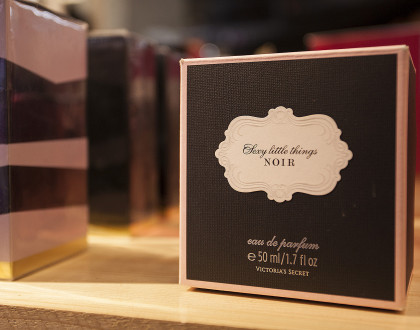 Sexy little things
NOIR
eau de parfum
℮ 50 ml/1.7 fl oz
VICTORIA'S SECRET